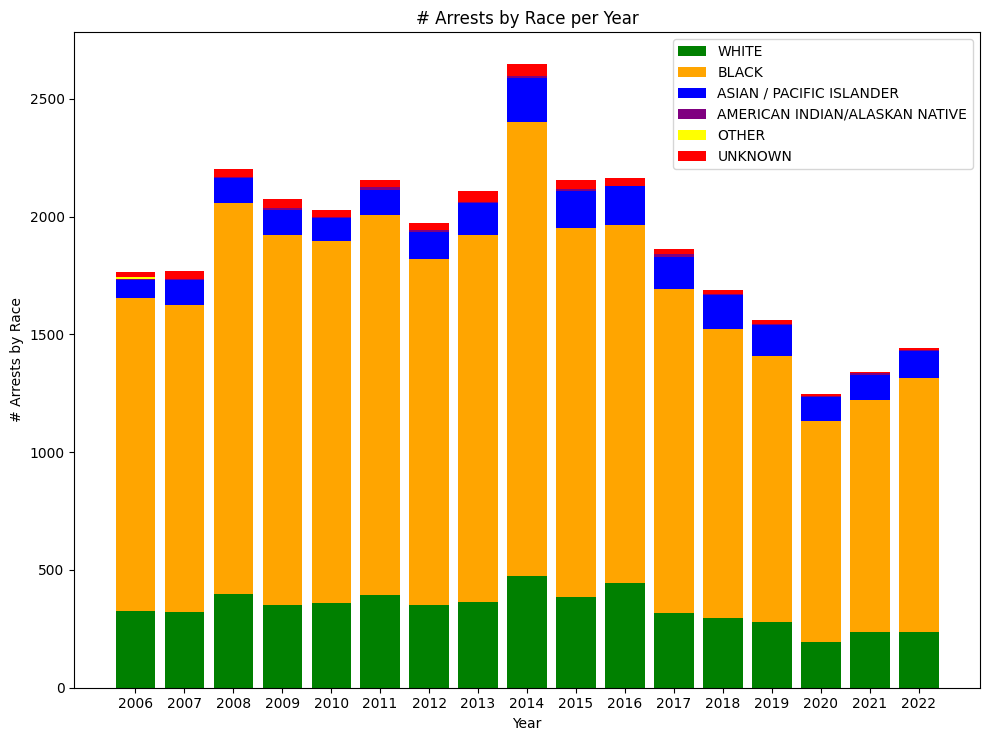 # Arrests by Race per Year
WHITE
BLACK
ASIAN / PACIFIC ISLANDER
AMERICAN INDIAN/ALASKAN NATIVE
OTHER
UNKNOWN
# Arrests by Race
2500
2000
1500
1000
500
0
2006 2007 2008 2009 2010 2011 2012 2013 2014 2015 2016 2017 2018 2019 2020 2021 2022
Year